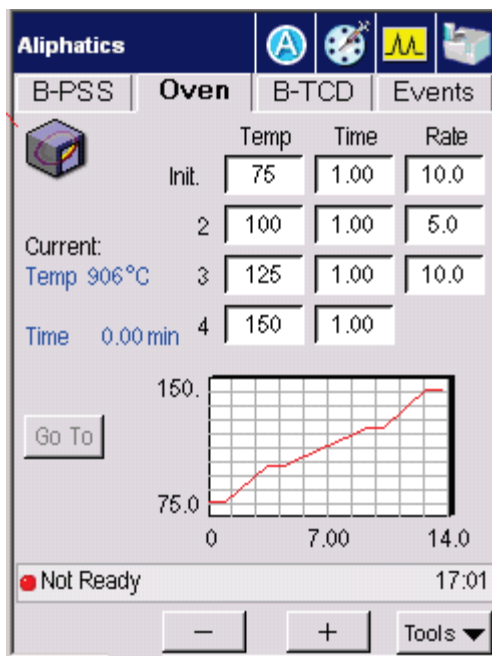 Aliphatics
B-PSS Oven B-TCD Events
Temp Time Rate
Init. 75 1.00 10.0
2 100 1.00 5.0
Current:
Temp 906°C 3 125 1.00 10.0
Time 0.00 min 4 150 1.00
150.
Go To
75.0
0 7.00 14.0
Not Ready 17:01
− + Tools